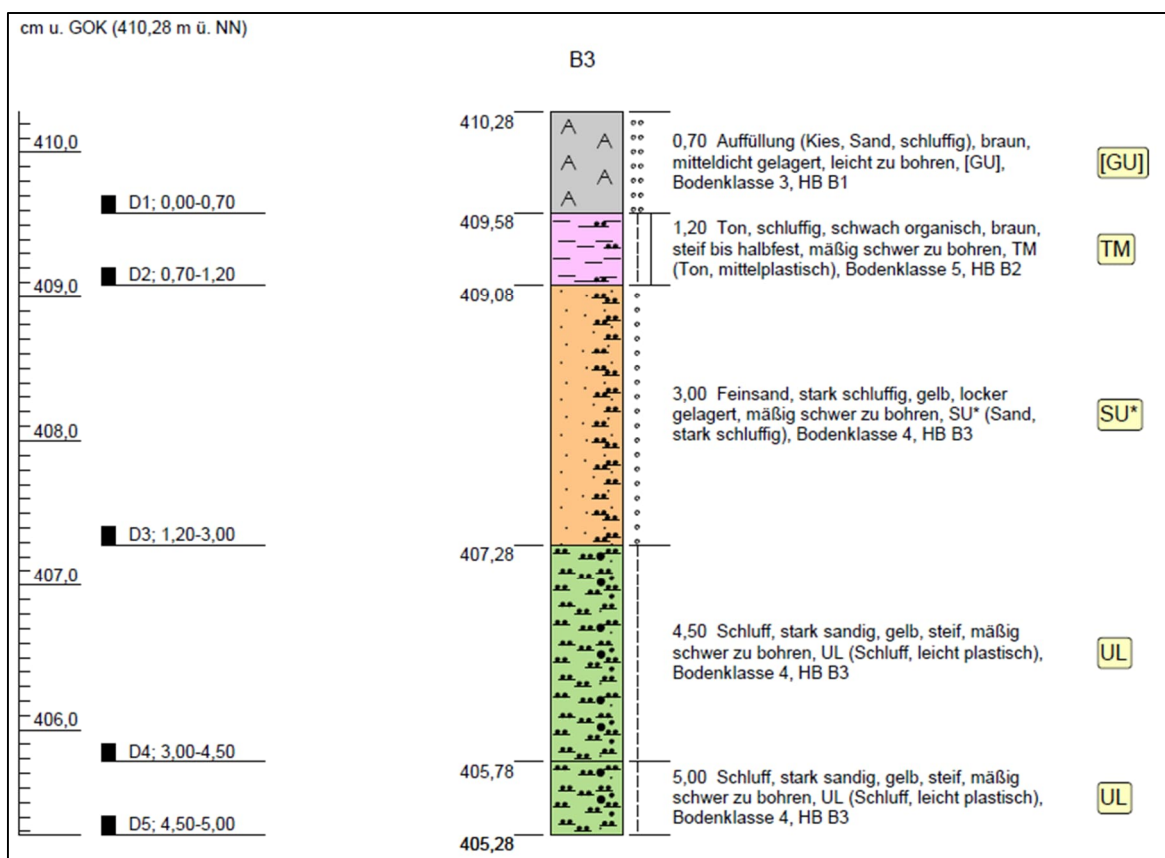 cm u. GOK (410,28 m ü. NN)
B3
410,28
410,0
0,70 Auffüllung (Kies, Sand, schluffig), braun,
mitteldicht gelagert, leicht zu bohren, [GU],
Bodenklasse 3, HB B1
[GU]
D1; 0,00-0,70
409,58
1,20 Ton, schluffig, schwach organisch, braun,
steif bis halbfest, mäßig schwer zu bohren, TM
(Ton, mittelplastisch), Bodenklasse 5, HB B2
TM
D2; 0,70-1,20
409,0
409,08
3,00 Feinsand, stark schluffig, gelb, locker
gelagert, mäßig schwer zu bohren, SU* (Sand,
stark schluffig), Bodenklasse 4, HB B3
SU*
408,0
D3; 1,20-3,00
407,28
407,0
4,50 Schluff, stark sandig, gelb, steif, mäßig
schwer zu bohren, UL (Schluff, leicht plastisch),
Bodenklasse 4, HB B3
UL
406,0
D4; 3,00-4,50
405,78
5,00 Schluff, stark sandig, gelb, steif, mäßig
schwer zu bohren, UL (Schluff, leicht plastisch),
Bodenklasse 4, HB B3
UL
D5; 4,50-5,00
405,28